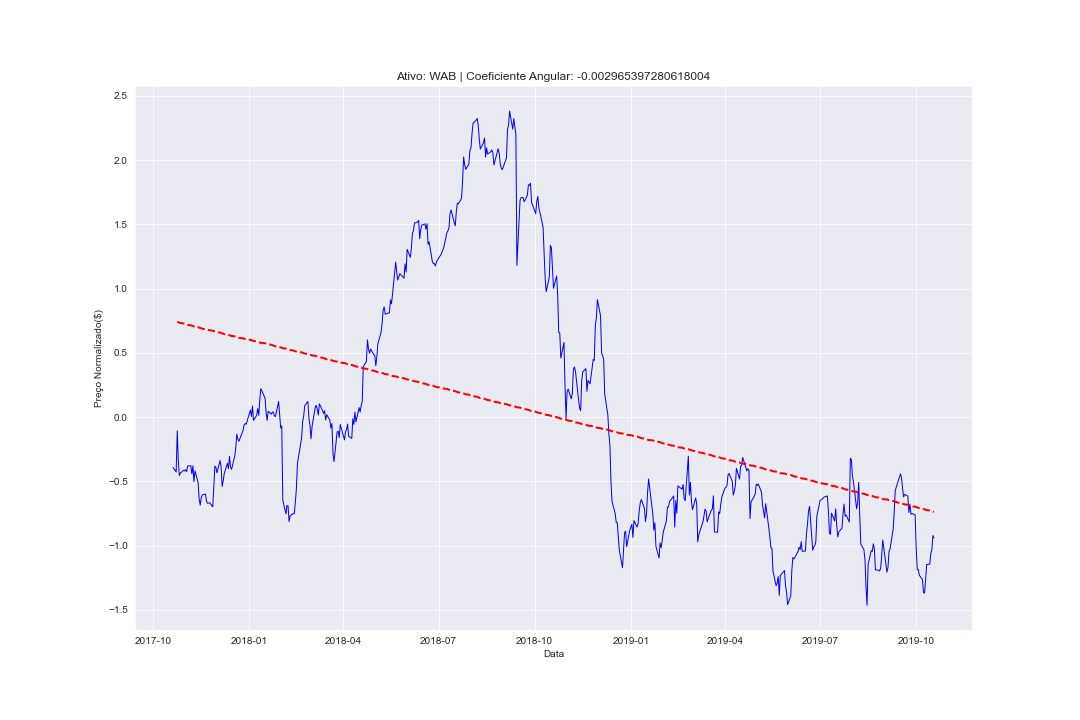 Ativo: WAB | Coeficiente Angular: -0.002965397280618004
2.5
2.0
1.5
1.0
0.5
0.0
−0.5
−1.0
−1.5
Preço Normalizado($)
2017-10 2018-01 2018-04 2018-07 2018-10 2019-01 2019-04 2019-07 2019-10
Data